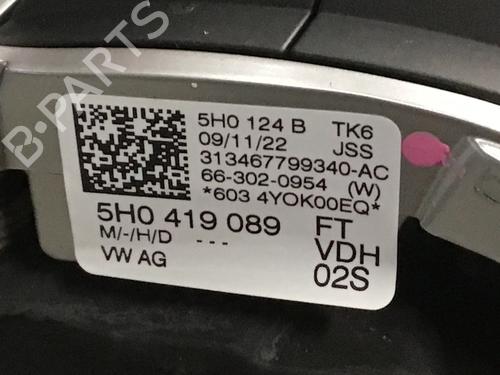 B-PARTS
5H0 124 B TK6
09/11/22 JSS
313467799340-AC
66-302-0954 (W)
*603 4YOK00EQ*
5H0 419 089 FT
M/-/H/D --- VDH
VW AG 02S